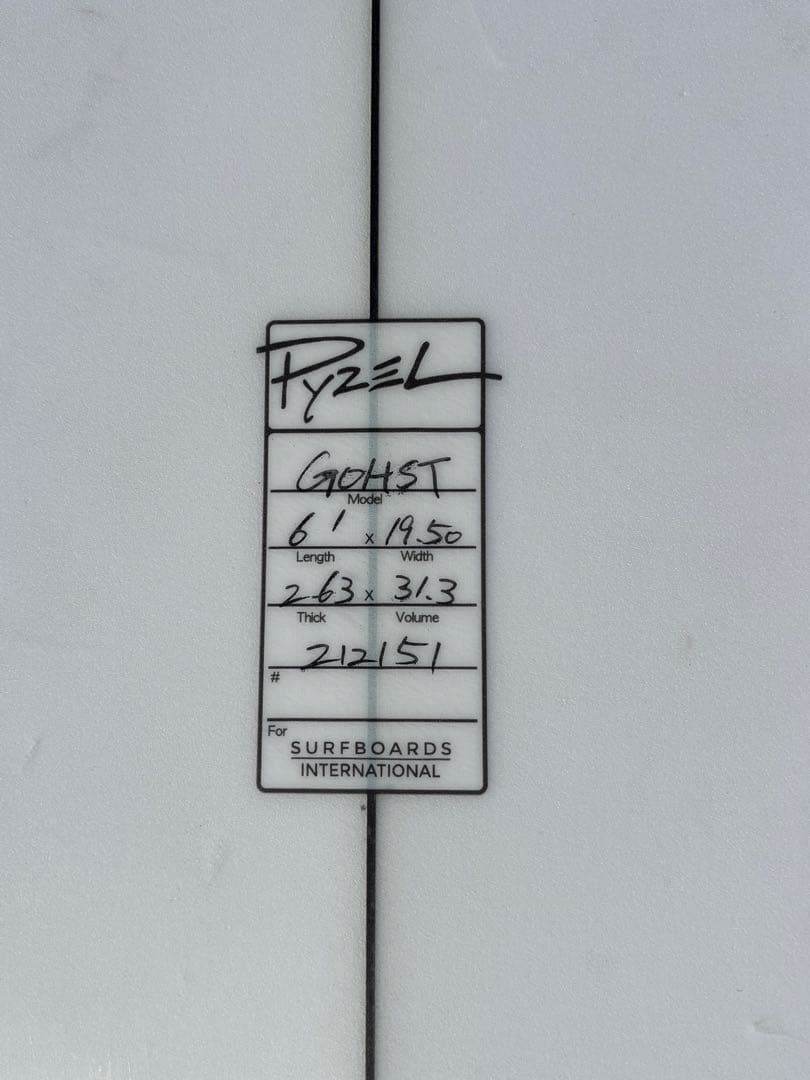 PYZEL
GOHST
Model
6' x 19.50
Length Width
2.63 x 31.3
Thick Volume
212151
#
For
SURFBOARDS
INTERNATIONAL